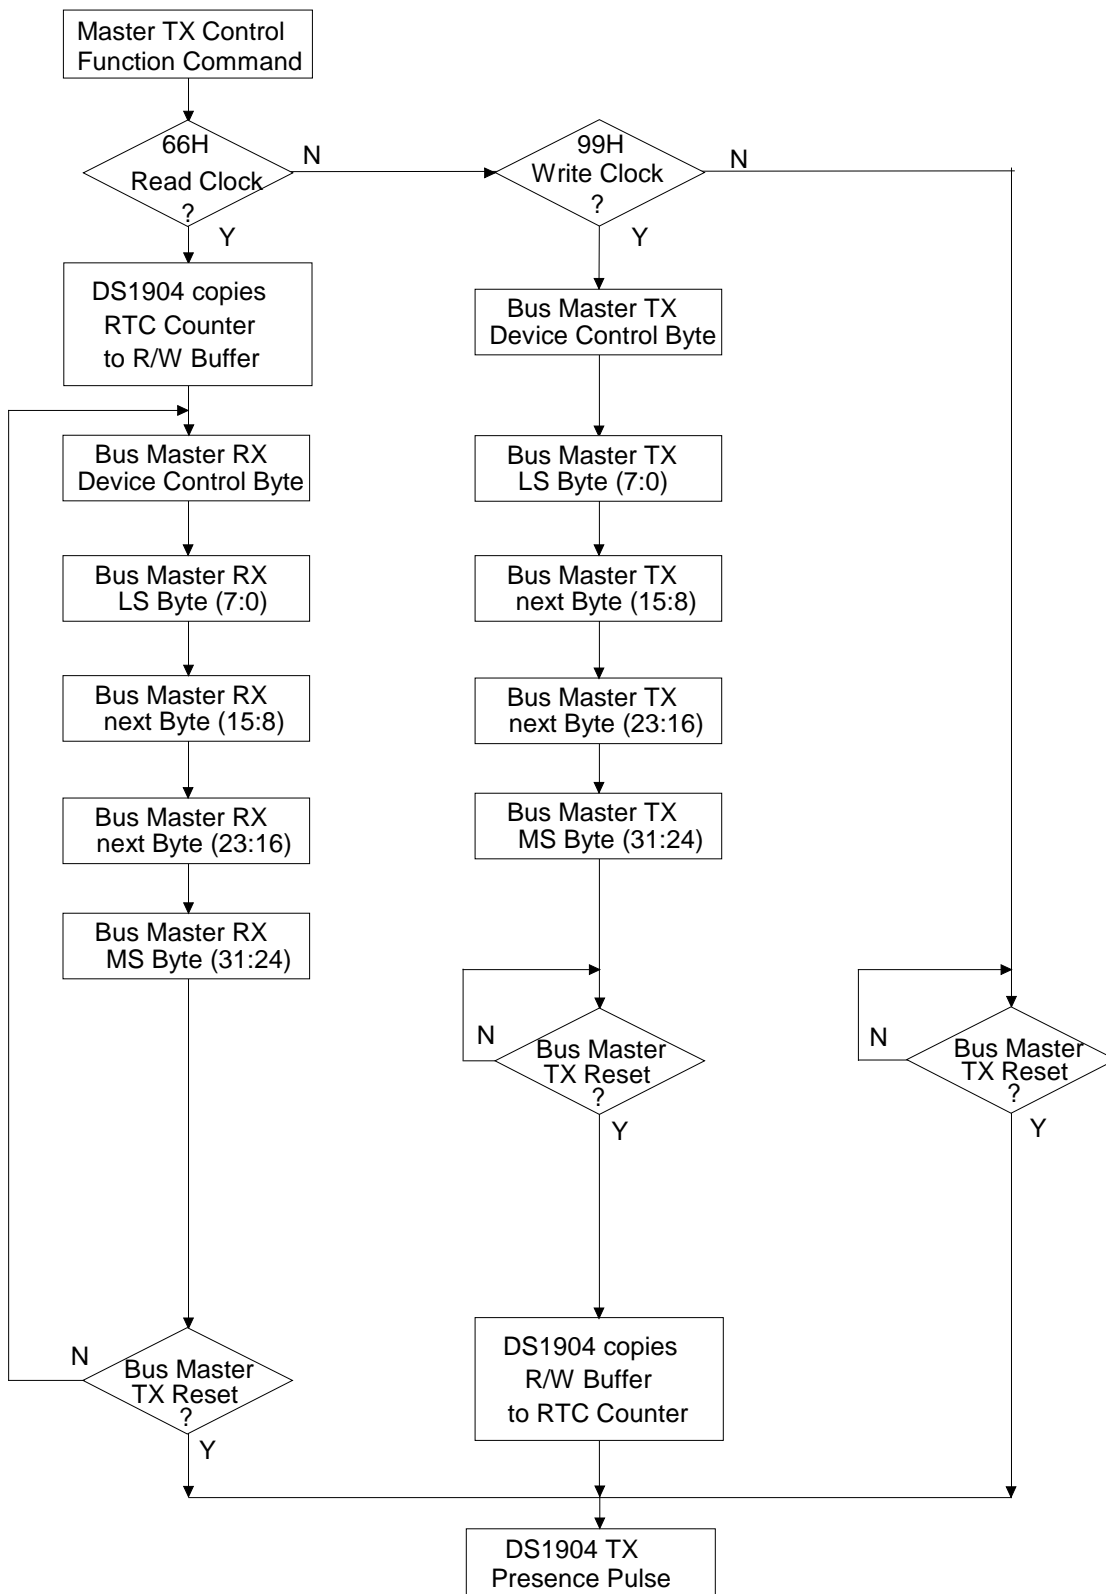 Master TX Control
Function Command
66H
Read Clock
?
N
Y
99H
Write Clock
?
N
Y
DS1904 copies
RTC Counter
to R/W Buffer
Bus Master RX
Device Control Byte
Bus Master RX
LS Byte (7:0)
Bus Master RX
next Byte (15:8)
Bus Master RX
next Byte (23:16)
Bus Master RX
MS Byte (31:24)
N
Bus Master
TX Reset
?
Y
Bus Master TX
Device Control Byte
Bus Master TX
LS Byte (7:0)
Bus Master TX
next Byte (15:8)
Bus Master TX
next Byte (23:16)
Bus Master TX
MS Byte (31:24)
N
Bus Master
TX Reset
?
Y
DS1904 copies
R/W Buffer
to RTC Counter
N
Bus Master
TX Reset
?
Y
DS1904 TX
Presence Pulse